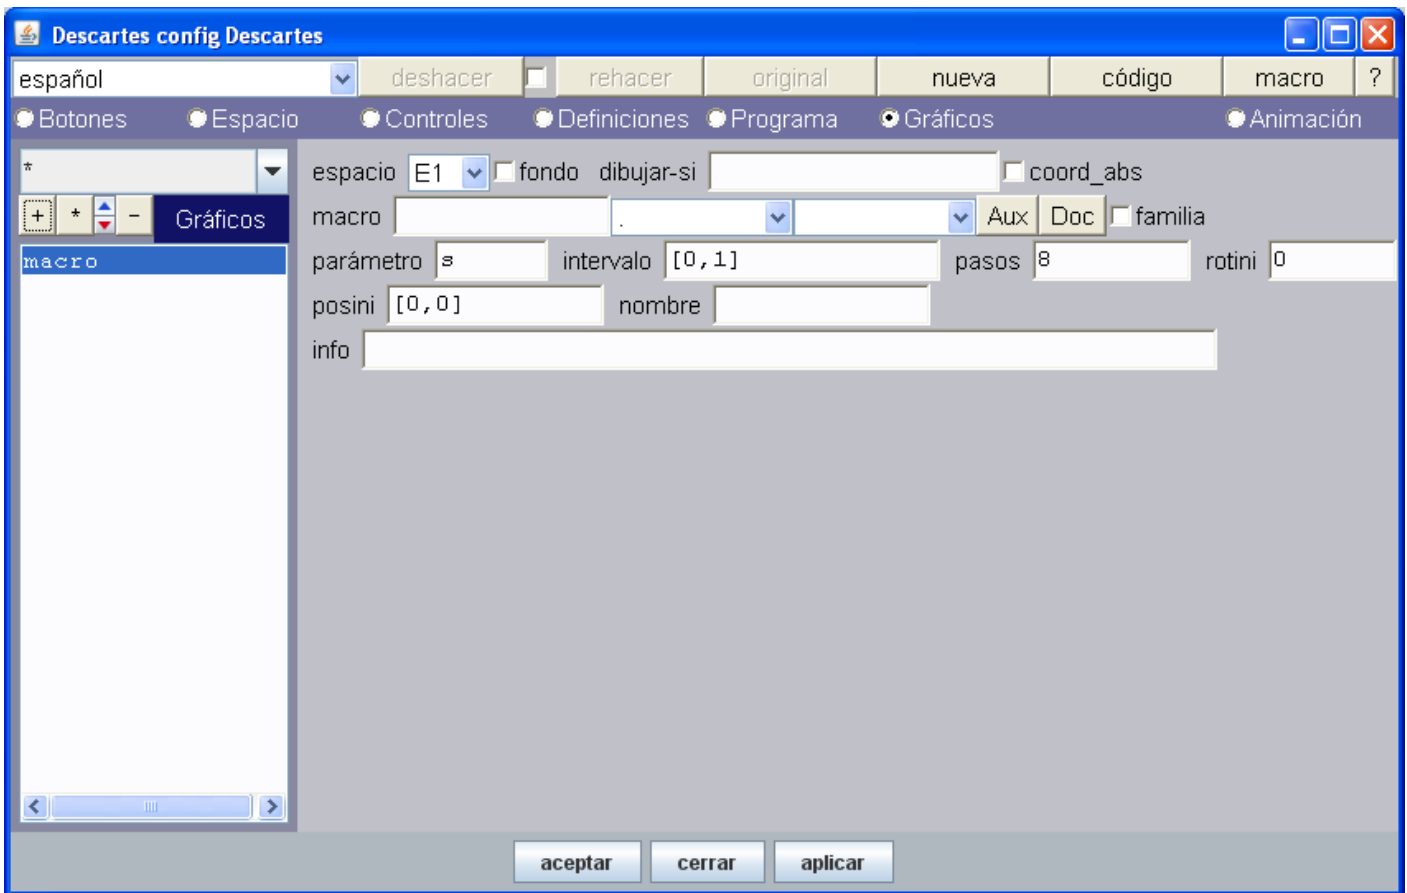 Descartes config Descartes
español deshacer rehacer original nueva código macro ?
Botones Espacio Controles Definiciones Programa Gráficos Animación
* espacio E1 fondo dibujar-si coord_abs
+ * - Gráficos macro . Aux Doc familia
macro parámetro s intervalo [0,1] pasos 8 rotini 0
posini [0,0] nombre
info
aceptar cerrar aplicar